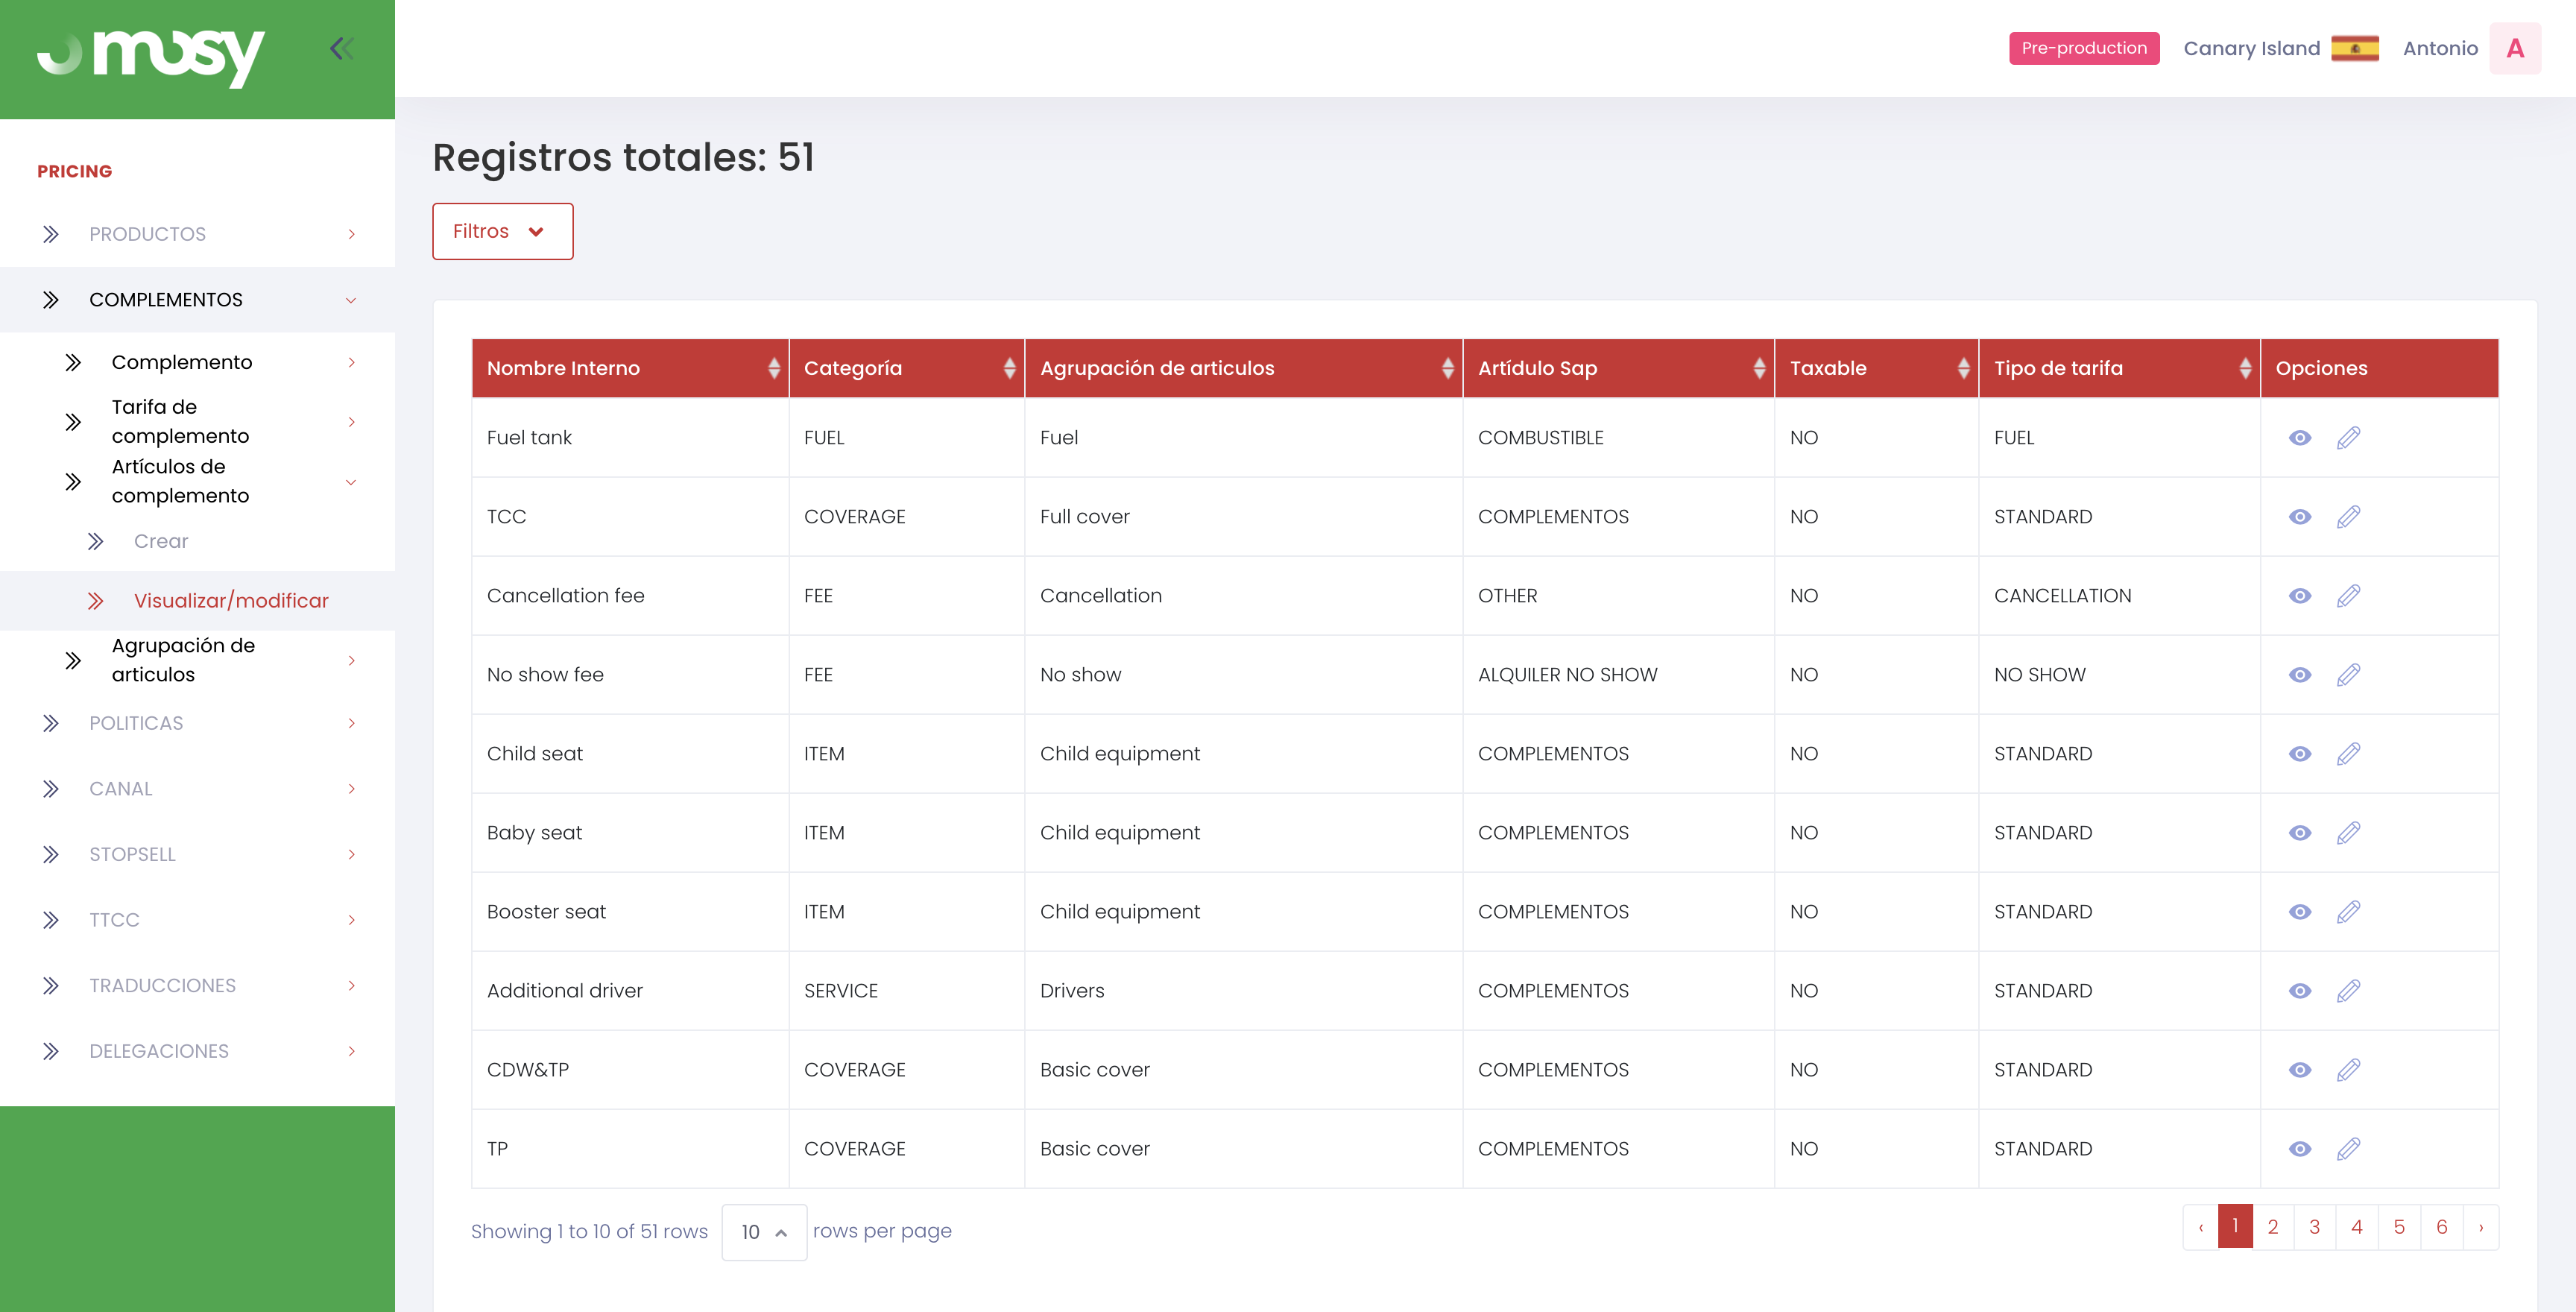 mosy
Pre-production
Canary Island
Antonio
A
PRICING
PRODUCTOS
COMPLEMENTOS
Complemento
Tarifa de
complemento
Artículos de
complemento
Crear
Visualizar/modificar
Agrupación de
articulos
POLITICAS
CANAL
STOPSELL
TTCC
TRADUCCIONES
DELEGACIONES
Registros totales: 51
Filtros
Nombre Interno Categoría Agrupación de articulos Artídulo Sap Taxable Tipo de tarifa Opciones
Fuel tank FUEL Fuel COMBUSTIBLE NO FUEL
TCC COVERAGE Full cover COMPLEMENTOS NO STANDARD
Cancellation fee FEE Cancellation OTHER NO CANCELLATION
No show fee FEE No show ALQUILER NO SHOW NO NO SHOW
Child seat ITEM Child equipment COMPLEMENTOS NO STANDARD
Baby seat ITEM Child equipment COMPLEMENTOS NO STANDARD
Booster seat ITEM Child equipment COMPLEMENTOS NO STANDARD
Additional driver SERVICE Drivers COMPLEMENTOS NO STANDARD
CDW&TP COVERAGE Basic cover COMPLEMENTOS NO STANDARD
TP COVERAGE Basic cover COMPLEMENTOS NO STANDARD
Showing 1 to 10 of 51 rows 10 rows per page
‹ 1 2 3 4 5 6 ›